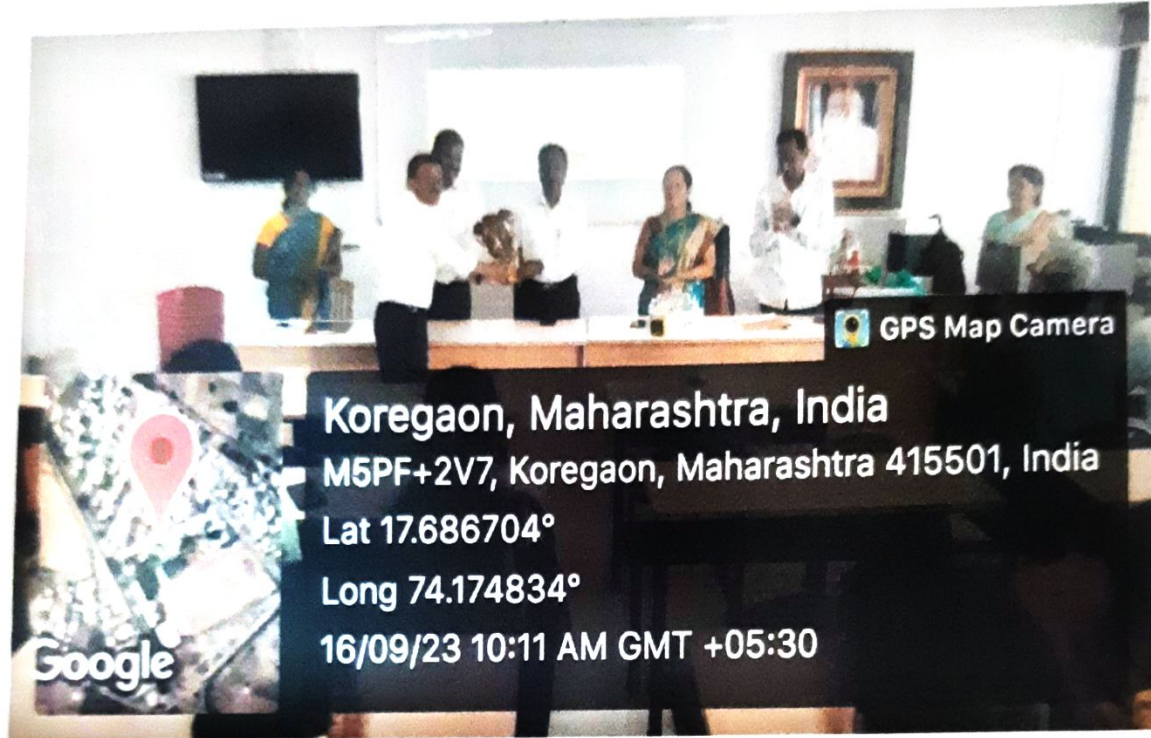 GPS Map Camera
Koregaon, Maharashtra, India
M5PF+2V7, Koregaon, Maharashtra 415501, India
Lat 17.686704°
Long 74.174834°
16/09/23 10:11 AM GMT +05:30
Google